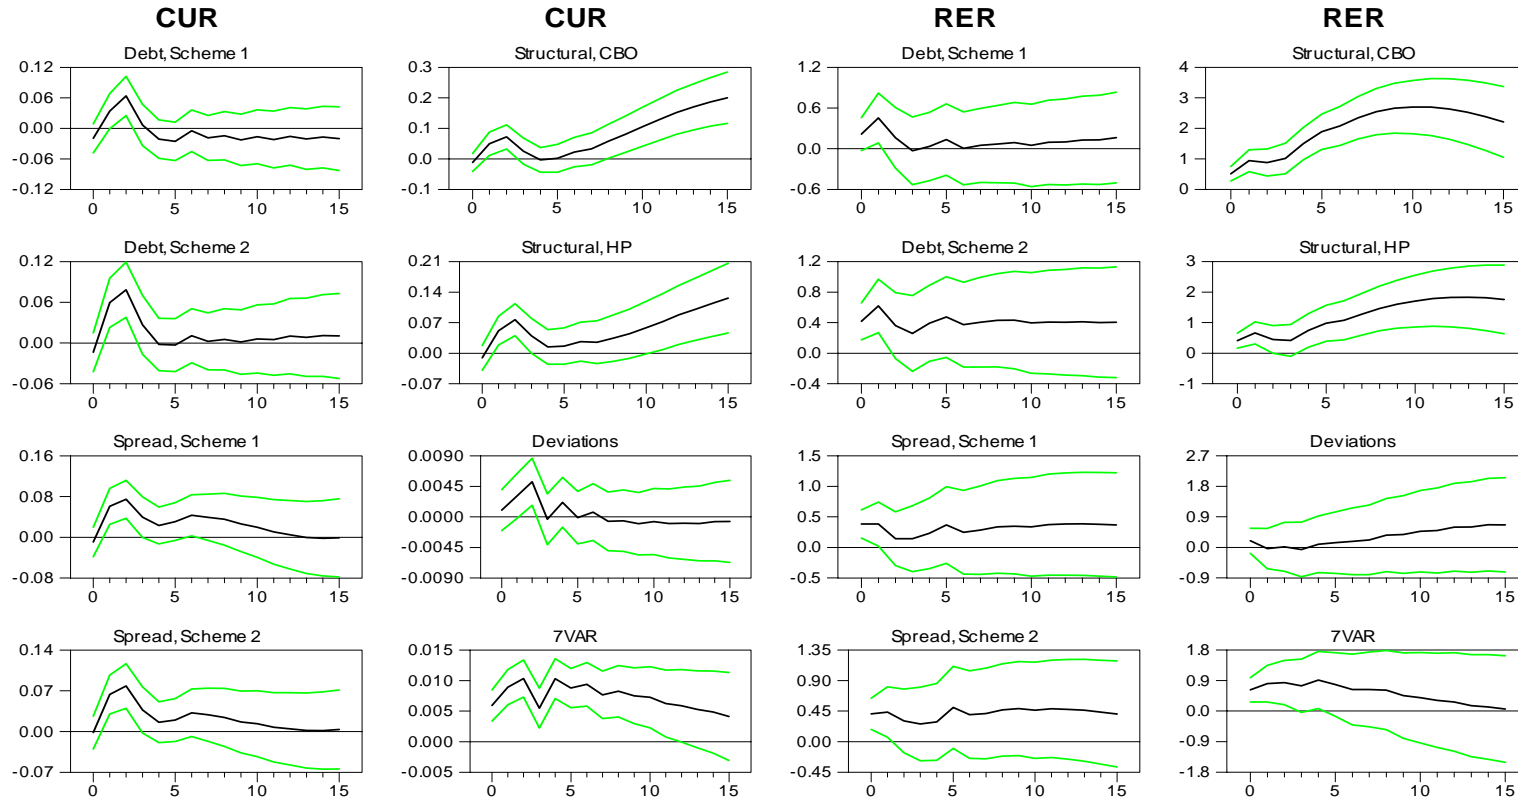 CUR CUR RER RER
Debt, Scheme 1 Structural, CBO Debt, Scheme 1 Structural, CBO
0.12 0.3 1.2 4
0.06 0.2 0.6 3
0.00 0.1 0.0 2
-0.06 0.0 -0.6 1
-0.12 -0.1 0
0 5 10 15 0 5 10 15 0 5 10 15 0 5 10 15
Debt, Scheme 2 Structural, HP Debt, Scheme 2 Structural, HP
0.12 0.21 1.2 3
0.06 0.14 0.8 2
0.00 0.07 0.4 1
-0.06 0.00 0.0 0
-0.07 -0.4 -1
0 5 10 15 0 5 10 15 0 5 10 15 0 5 10 15
Spread, Scheme 1 Deviations Spread, Scheme 1 Deviations
0.16 0.0090 1.5 2.7
0.08 0.0045 1.0 1.8
0.00 0.0000 0.5 0.9
-0.08 -0.0045 0.0 0.0
-0.0090 -0.5 -0.9
0 5 10 15 0 5 10 15 0 5 10 15 0 5 10 15
Spread, Scheme 2 7VAR Spread, Scheme 2 7VAR
0.14 0.015 1.35 1.8
0.07 0.010 0.90 0.9
0.00 0.005 0.45 0.0
-0.07 0.000 0.00 -0.9
-0.005 -0.45 -1.8
0 5 10 15 0 5 10 15 0 5 10 15 0 5 10 15